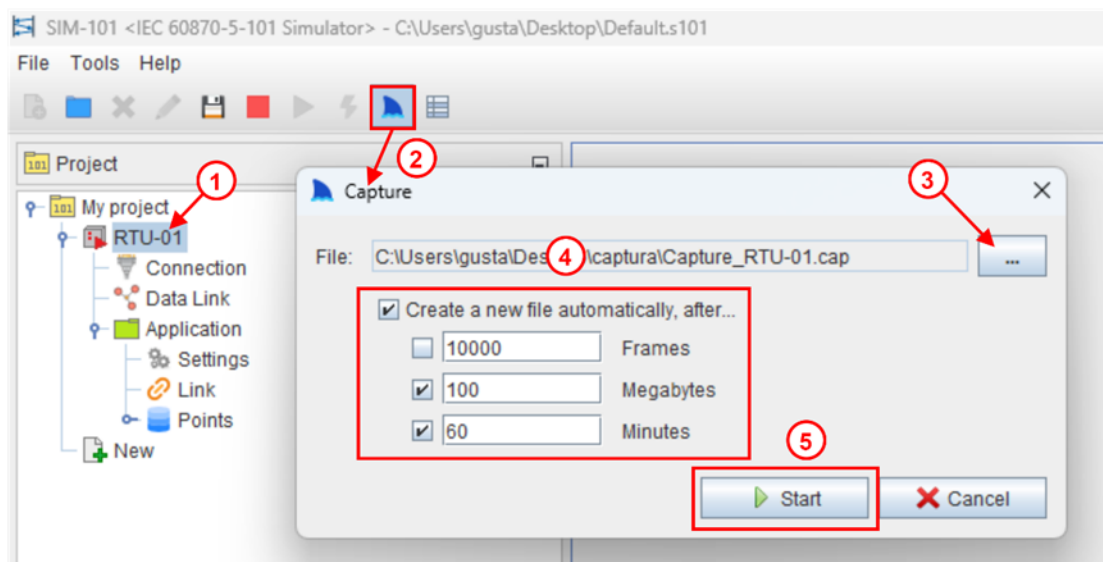 SIM-101 <IEC 60870-5-101 Simulator> - C:\Users\gusta\Desktop\Default.s101
File Tools Help
2
101 Project
1
3
Capture
101 My project
RTU-01
File: C:\Users\gusta\Des 4 \captura\Capture_RTU-01.cap ...
Connection
Data Link
Create a new file automatically, after...
Application
10000 Frames
Settings
100 Megabytes
Link
60 Minutes
Points
5
New
Start Cancel